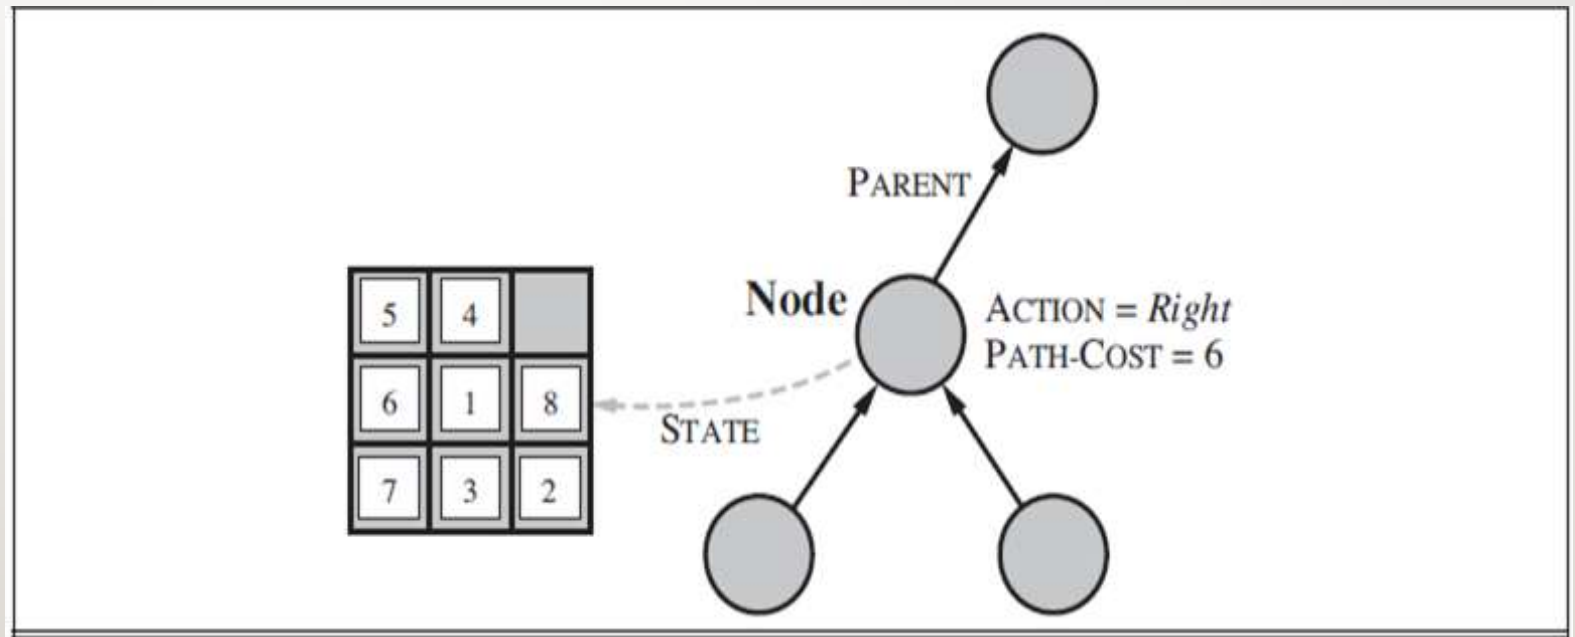 PARENT
Node
ACTION = Right
PATH-COST = 6
5 4
6 1 8
STATE
7 3 2